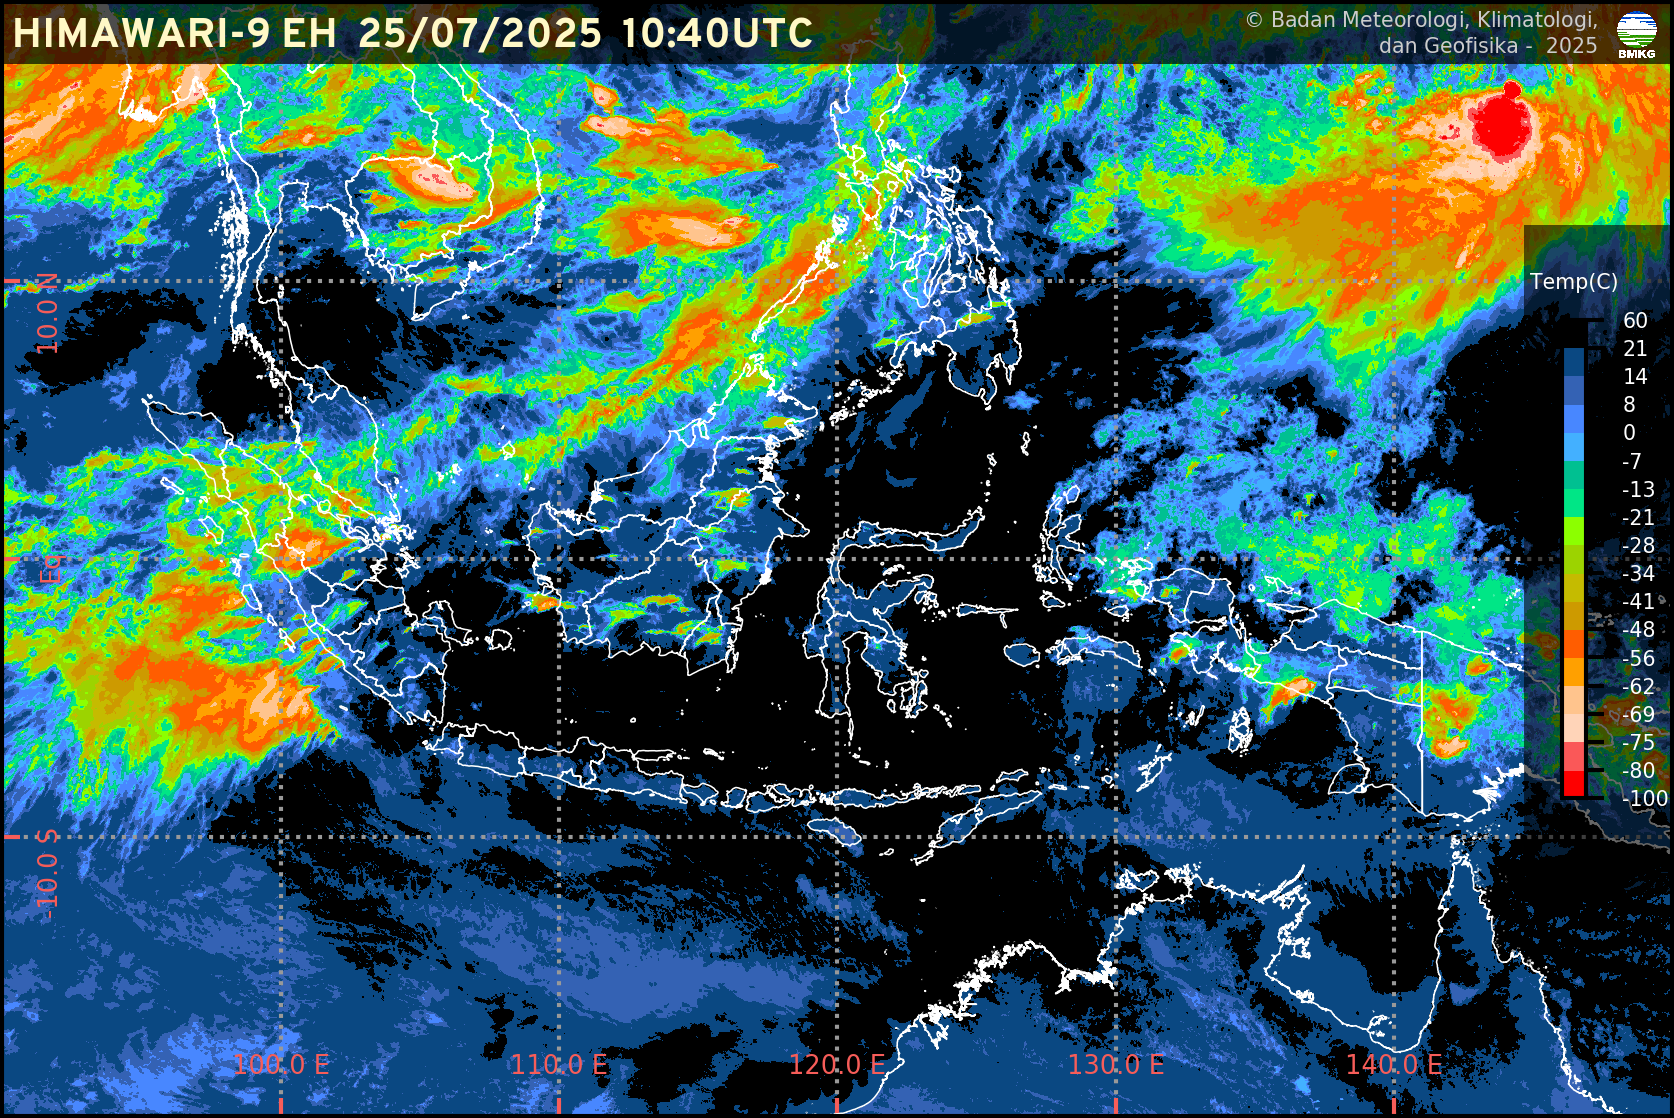 HIMAWARI-9 EH 25/07/2025 10:40UTC
© Badan Meteorologi, Klimatologi,
dan Geofisika - 2025
BMKG
Temp(C)
60
21
14
8
0
-7
-13
-21
-28
-34
-41
-48
-56
-62
-69
-75
-80
-100
10.0 N
Eq
-10.0 S
100.0 E
110.0 E
120.0 E
130.0 E
140.0 E